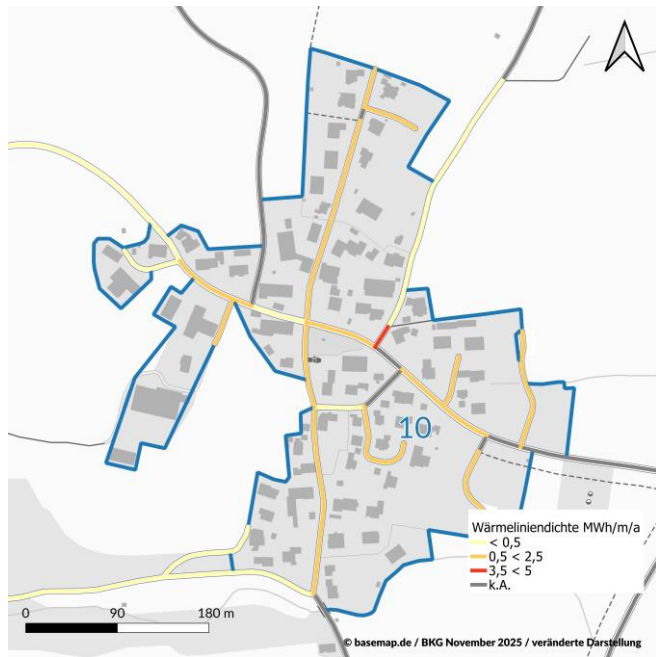 10
Wärmeliniendichte MWh/m/a
< 0,5
0,5 < 2,5
3,5 < 5
k.A.
0 90 180 m
© basemap.de / BKG November 2025 / veränderte Darstellung